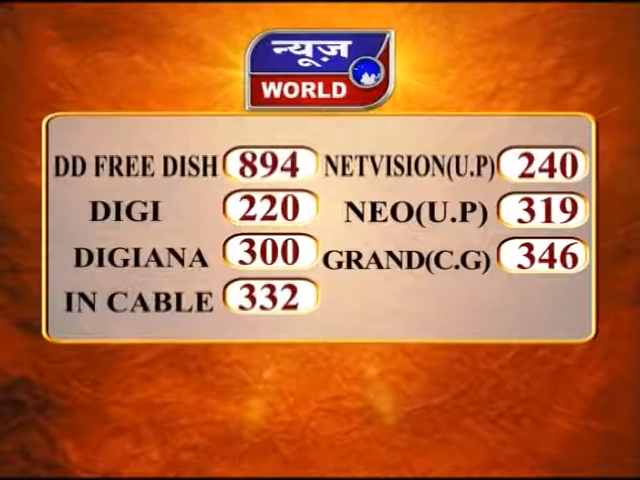 न्यूज़
WORLD
DD FREE DISH 894 NETVISION(U.P) 240
DIGI 220 NEO(U.P) 319
DIGIANA 300 GRAND(C.G) 346
IN CABLE 332